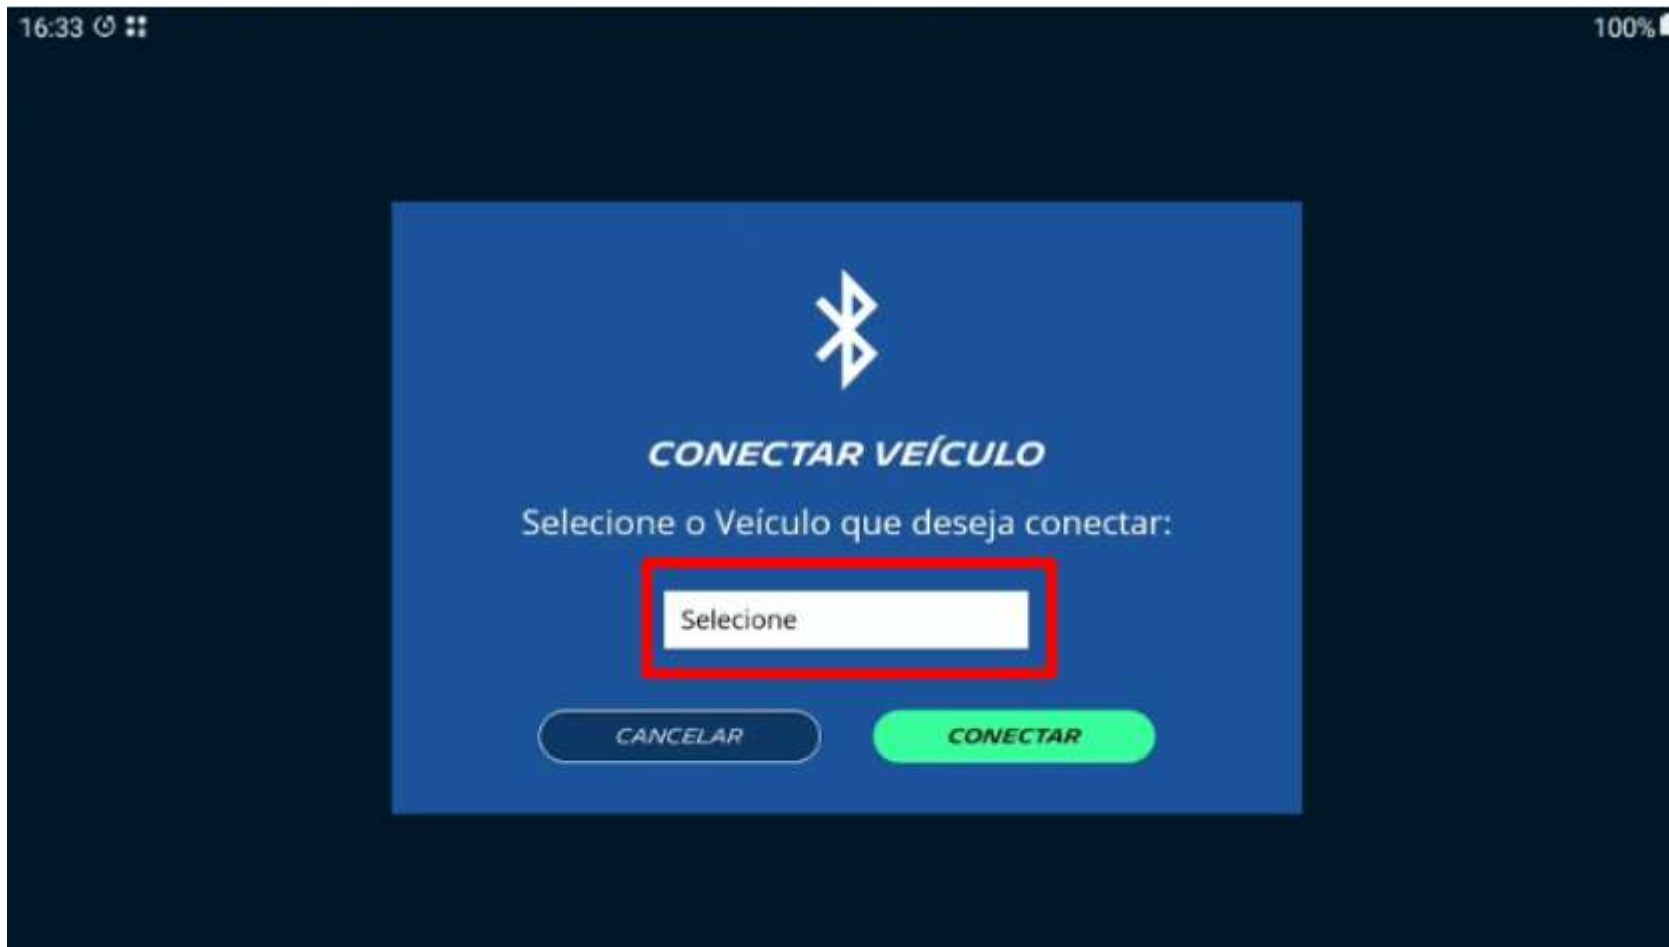 16:33
100%
CONECTAR VEÍCULO
Selecione o Veículo que deseja conectar:
Selecione
CANCELAR
CONECTAR